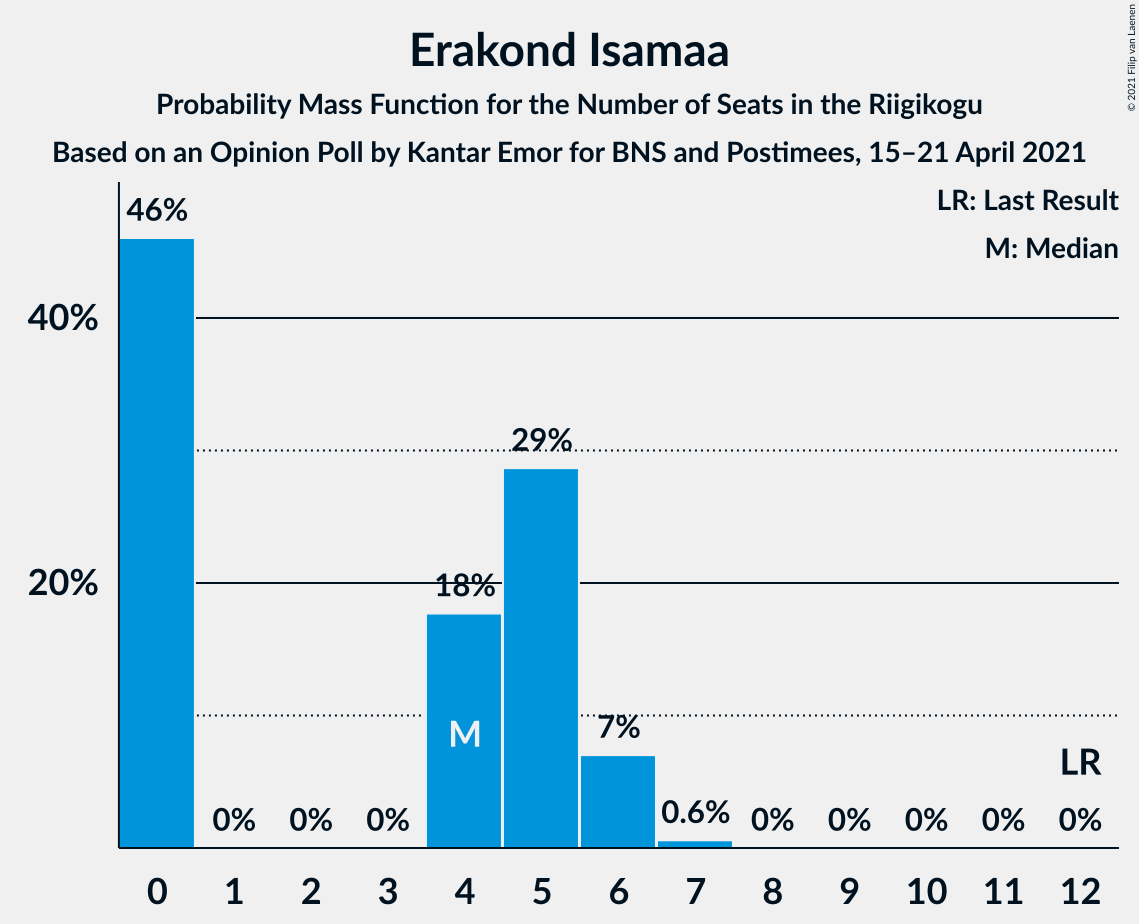 Erakond Isamaa
Probability Mass Function for the Number of Seats in the Riigikogu
Based on an Opinion Poll by Kantar Emor for BNS and Postimees, 15–21 April 2021
© 2021 Filip van Laenen
LR: Last Result
M: Median
46%
40%
29%
20%
18%
M
7%
LR
0% 0% 0% 0.6% 0% 0% 0% 0% 0%
0 1 2 3 4 5 6 7 8 9 10 11 12